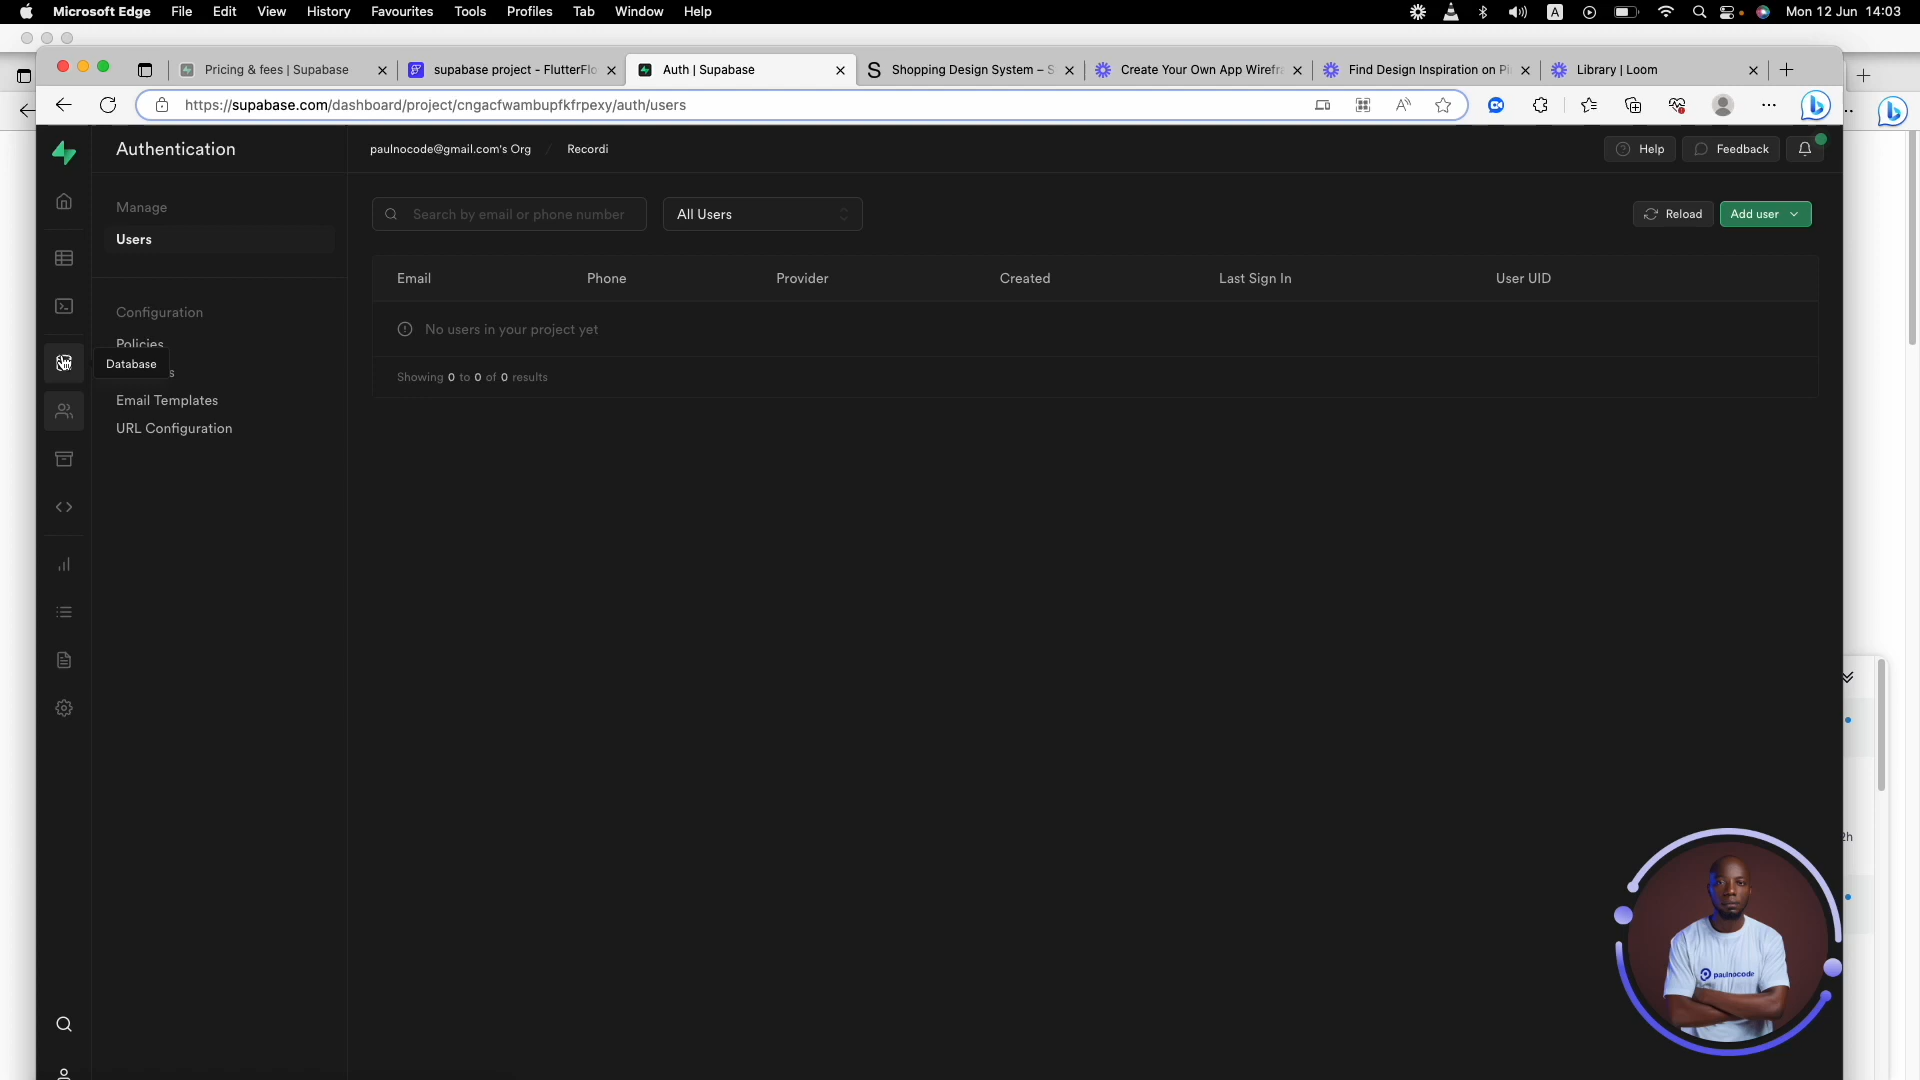 Microsoft Edge File Edit View History Favourites Tools Profiles Tab Window Help
A
Mon 12 Jun 14:03
Pricing & fees | Supabase
supabase project - FlutterFlo
Auth | Supabase
Shopping Design System – S
Create Your Own App Wirefr
Find Design Inspiration on Pi
Library | Loom
https://supabase.com/dashboard/project/cngacfwambupfkfrpexy/auth/users
Authentication
paulnocode@gmail.com's Org / Recordi
Help
Feedback
Manage
Users
Search by email or phone number
All Users
Reload
Add user
Email Phone Provider Created Last Sign In User UID
Configuration
No users in your project yet
Policies
Database
s
Showing 0 to 0 of 0 results
Email Templates
URL Configuration
2h
paulnocode